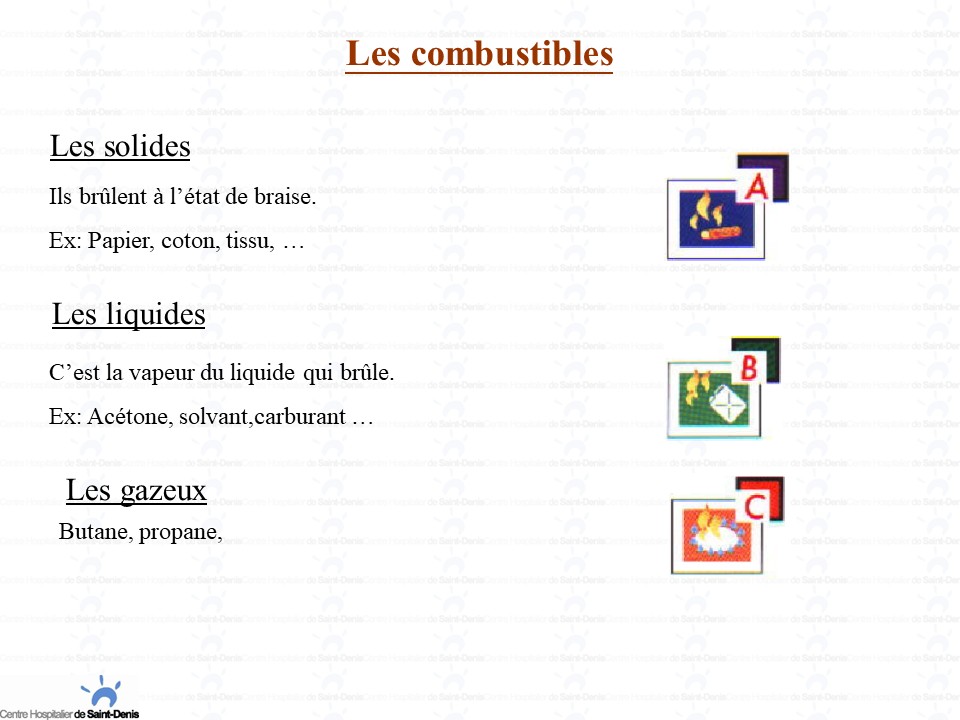 Les combustibles
Les solides
Ils brûlent à l’état de braise.
Ex: Papier, coton, tissu, …
A
Les liquides
C’est la vapeur du liquide qui brûle.
Ex: Acétone, solvant,carburant …
B
Les gazeux
Butane, propane,
C
Centre Hospitalier de Saint-Denis